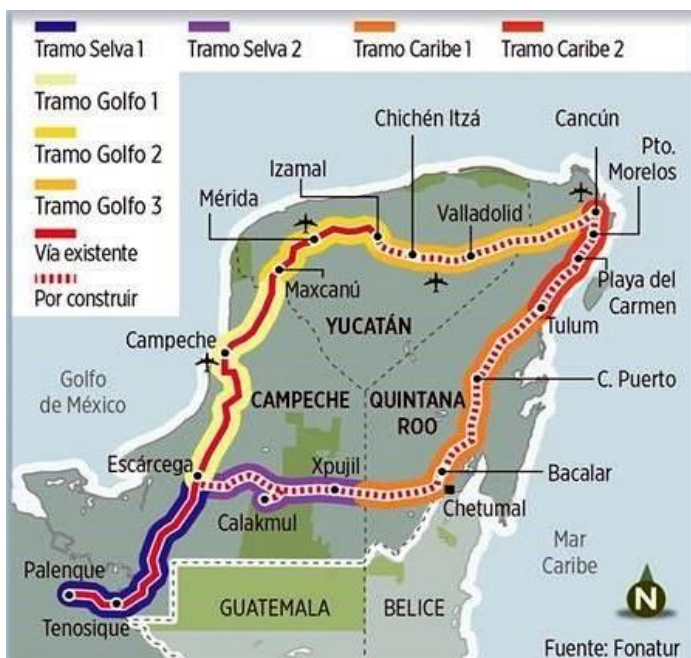 Tramo Selva 1
Tramo Selva 2
Tramo Caribe 1
Tramo Caribe 2
Tramo Golfo 1
Tramo Golfo 2
Tramo Golfo 3
Vía existente
Por construir
Chichén Itzá
Cancún
Pto.
Morelos
Izamal
Mérida
Valladolid
Maxcanú
Playa del
Carmen
YUCATÁN
Tulum
Campeche
Golfo
de México
CAMPECHE
QUINTANA
ROO
C. Puerto
Escárcega
Xpujil
Bacalar
Calakmul
Chetumal
Mar
Caribe
Palenque
Tenosique
GUATEMALA
BELICE
N
Fuente: Fonatur